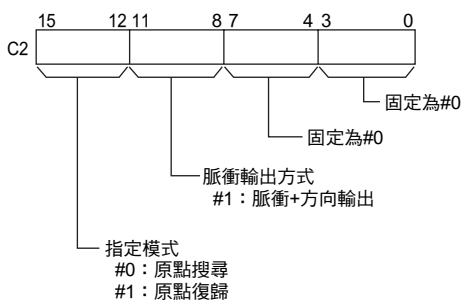 15 12 11 8 7 4 3 0
C2
固定為#0
固定為#0
脈衝輸出方式
#1：脈衝+方向輸出
指定模式
#0：原點搜尋
#1：原點復歸